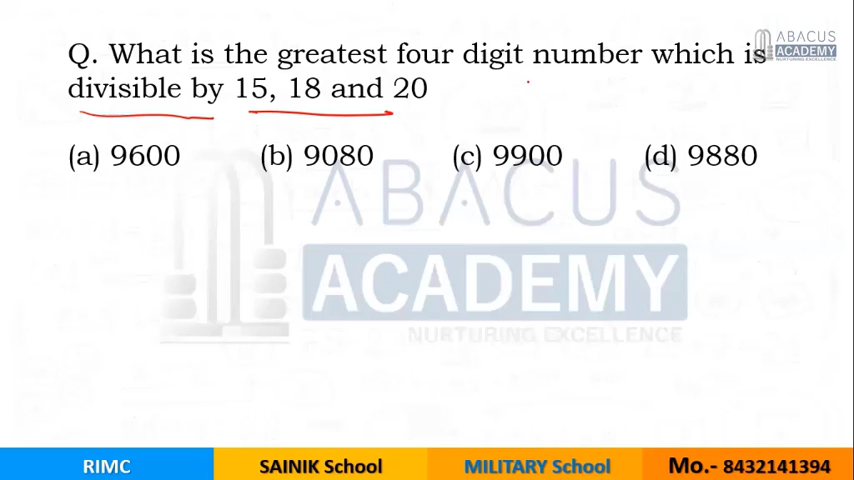 ABACUS
ACADEMY
NURTURING EXCELLENCE
Q. What is the greatest four digit number which is
divisible by 15, 18 and 20
(a) 9600 (b) 9080 (c) 9900 (d) 9880
ABACUS
ACADEMY
NURTURING EXCELLENCE
RIMC SAINIK School MILITARY School Mo.- 8432141394